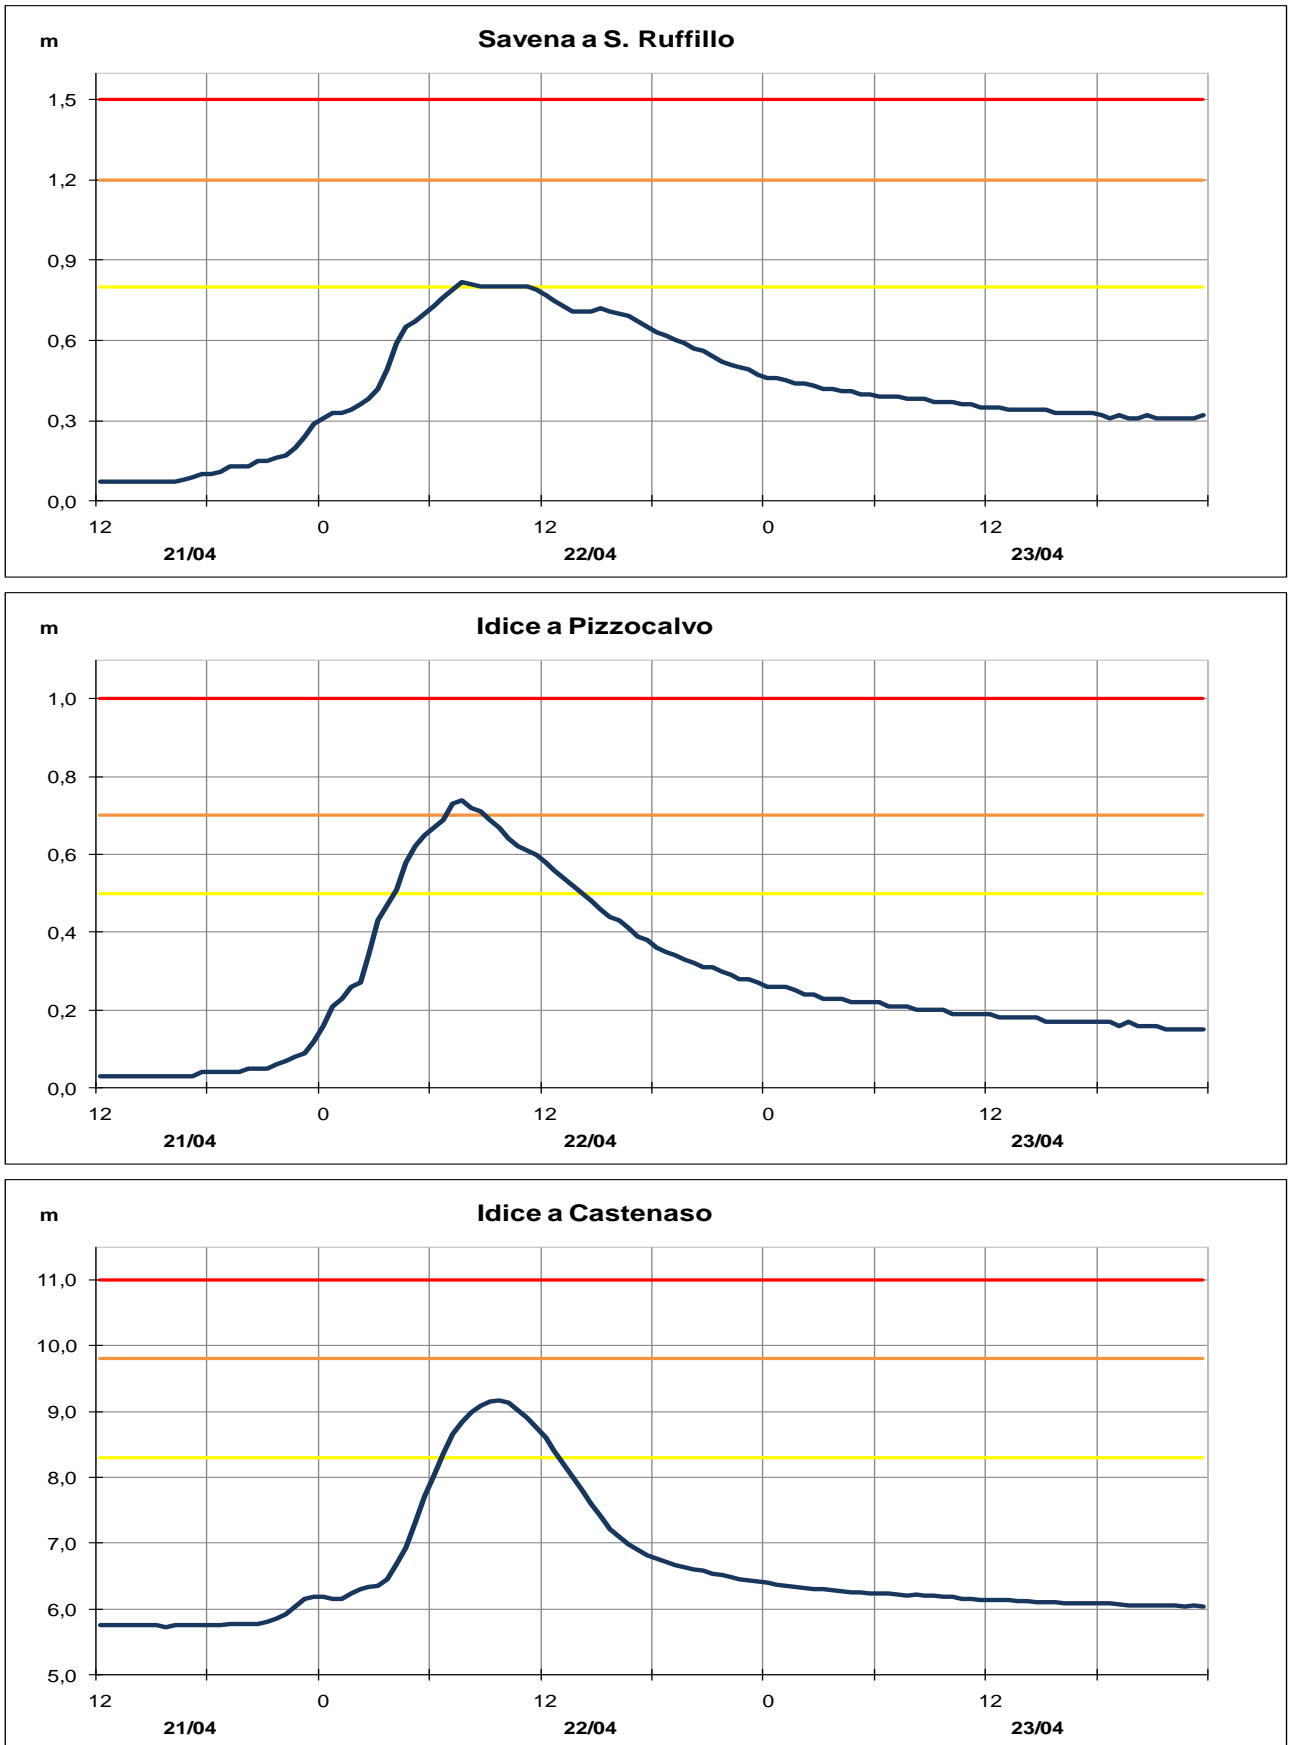 Savena a S. Ruffillo
m
1,5
1,2
0,9
0,6
0,3
0,0
12 0 12 0 12
21/04 22/04 23/04
Idice a Pizzocalvo
m
1,0
0,8
0,6
0,4
0,2
0,0
12 0 12 0 12
21/04 22/04 23/04
Idice a Castenaso
m
11,0
10,0
9,0
8,0
7,0
6,0
5,0
12 0 12 0 12
21/04 22/04 23/04